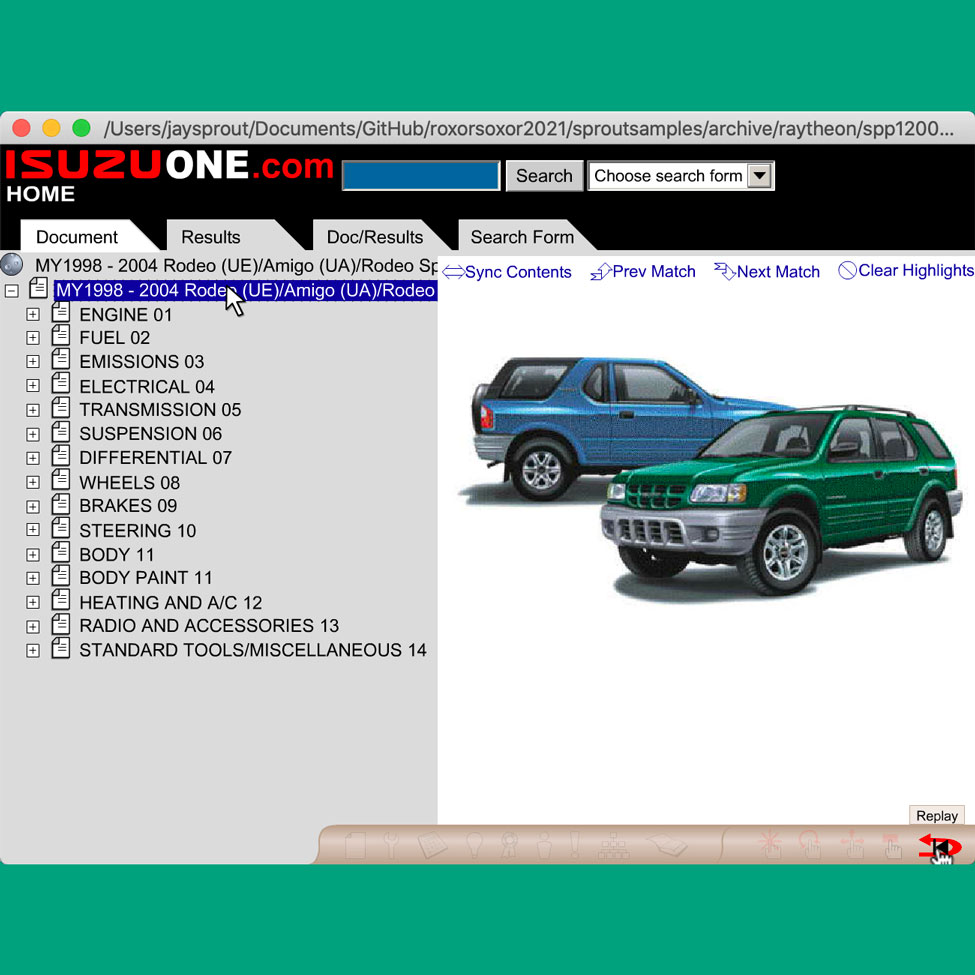 /Users/jaysprout/Documents/GitHub/roxorsoxor2021/sproutsamples/archive/raytheon/spp1200...
ISUZUONE.com
HOME
Search
Choose search form
Document
Results
Doc/Results
Search Form
MY1998 - 2004 Rodeo (UE)/Amigo (UA)/Rodeo Sp
Sync Contents
Prev Match
Next Match
Clear Highlights
MY1998 - 2004 Rodeo (UE)/Amigo (UA)/Rodeo
ENGINE 01
FUEL 02
EMISSIONS 03
ELECTRICAL 04
TRANSMISSION 05
SUSPENSION 06
DIFFERENTIAL 07
WHEELS 08
BRAKES 09
STEERING 10
BODY 11
BODY PAINT 11
HEATING AND A/C 12
RADIO AND ACCESSORIES 13
STANDARD TOOLS/MISCELLANEOUS 14
Replay